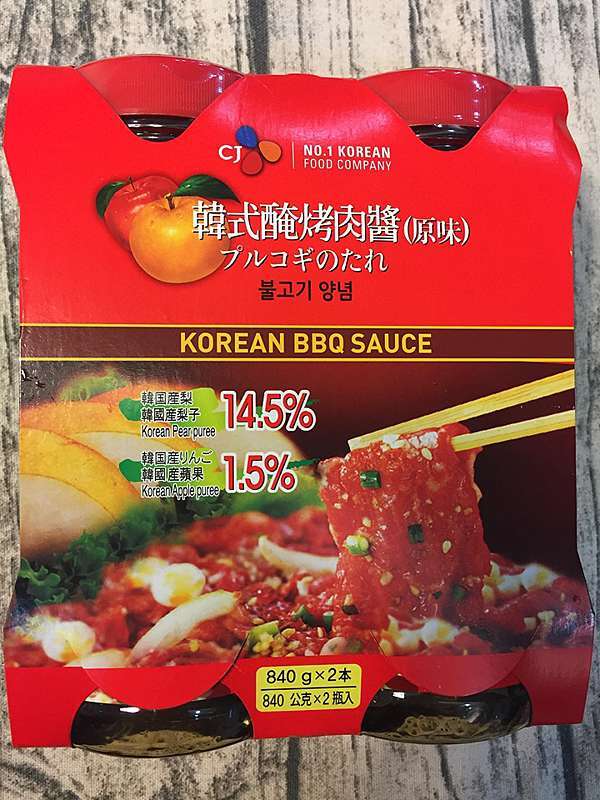 CJ
NO.1 KOREAN
FOOD COMPANY
韓式醃烤肉醬(原味)
プルコギのたれ
불고기 양념
KOREAN BBQ SAUCE
韓国産梨
韓國産梨子
Korean Pear puree
14.5%
韓国産りんご
韓國産蘋果
Korean Apple puree
1.5%
840 g×2本
840 公克×2瓶入